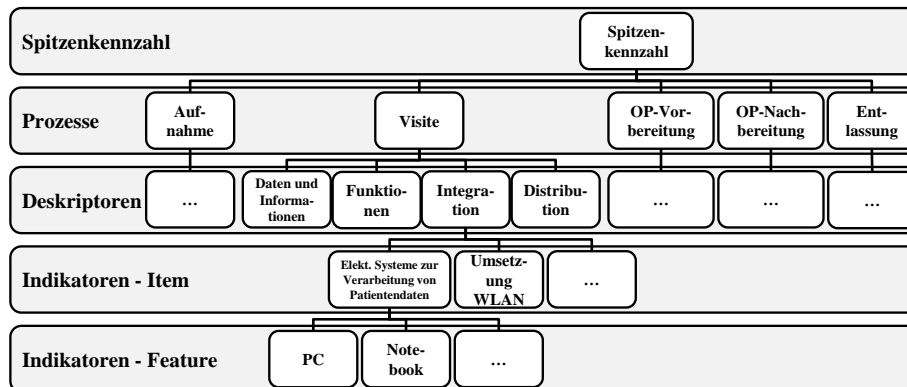 Spitzenkennzahl
Spitzen-
kennzahl
Prozesse
Auf-
nahme
Visite
OP-Vor-
bereitung
OP-Nach-
bereitung
Ent-
lassung
Deskriptoren
...
Daten und
Informa-
tionen
Funktio-
nen
Integra-
tion
Distribu-
tion
...
...
...
Indikatoren - Item
Elekt. Systeme zur
Verarbeitung von
Patientendaten
Umsetz-
ung
WLAN
...
Indikatoren - Feature
PC
Note-
book
...